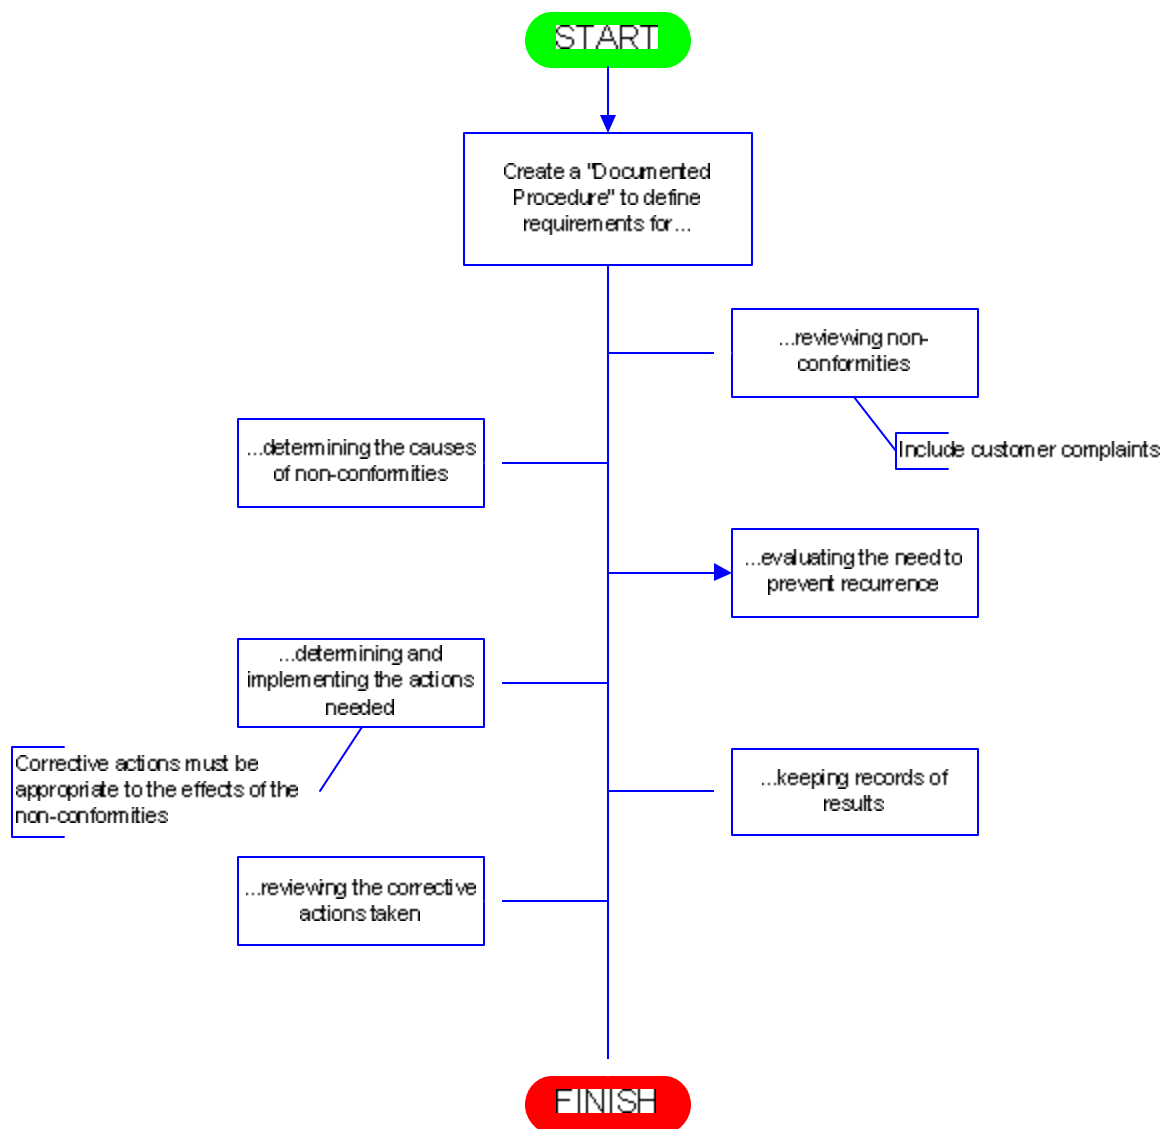 START
Create a "Documented
Procedure" to define
requirements for...
...reviewing non-
conformities
Include customer complaints
...determining the causes
of non-conformities
...evaluating the need to
prevent recurrence
...determining and
implementing the actions
needed
Corrective actions must be
appropriate to the effects of the
non-conformities
...keeping records of
results
...reviewing the corrective
actions taken
FINISH